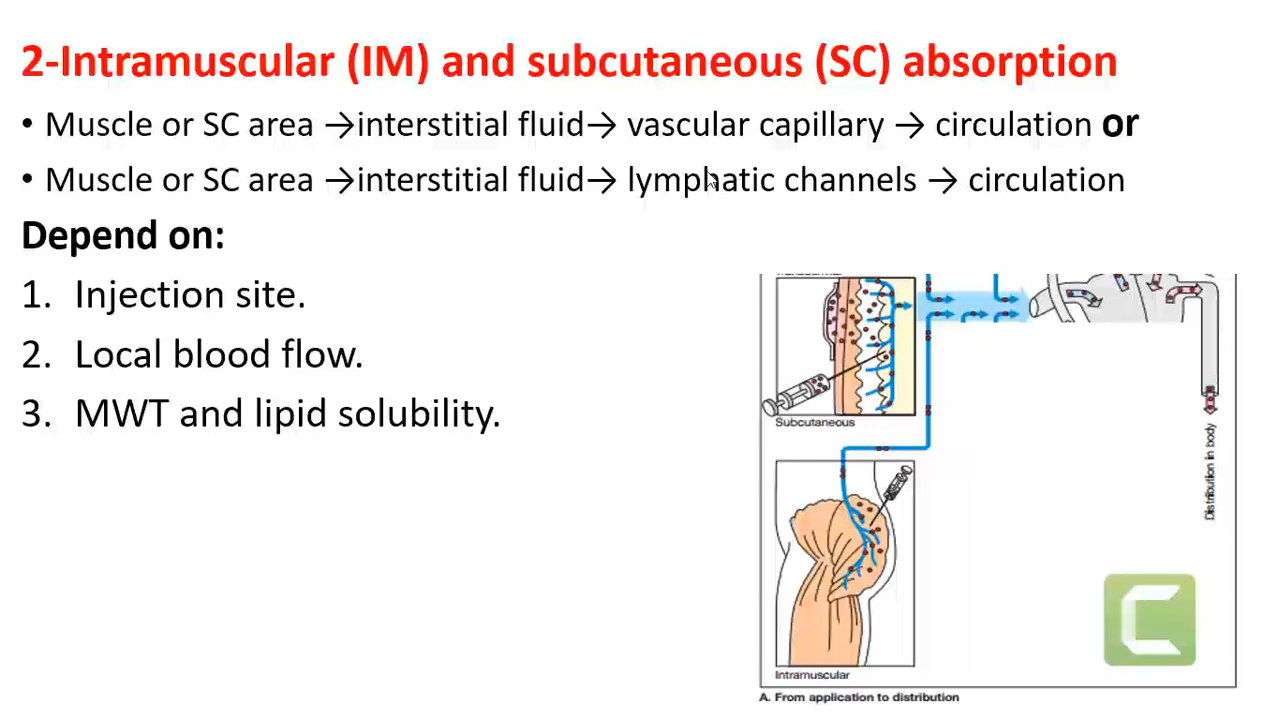 2-Intramuscular (IM) and subcutaneous (SC) absorption
• Muscle or SC area →interstitial fluid→ vascular capillary → circulation or
• Muscle or SC area →interstitial fluid→ lymphatic channels → circulation
Depend on:
1. Injection site.
2. Local blood flow.
3. MWT and lipid solubility.
Subcutaneous
Distribution in body
Intramuscular
A. From application to distribution